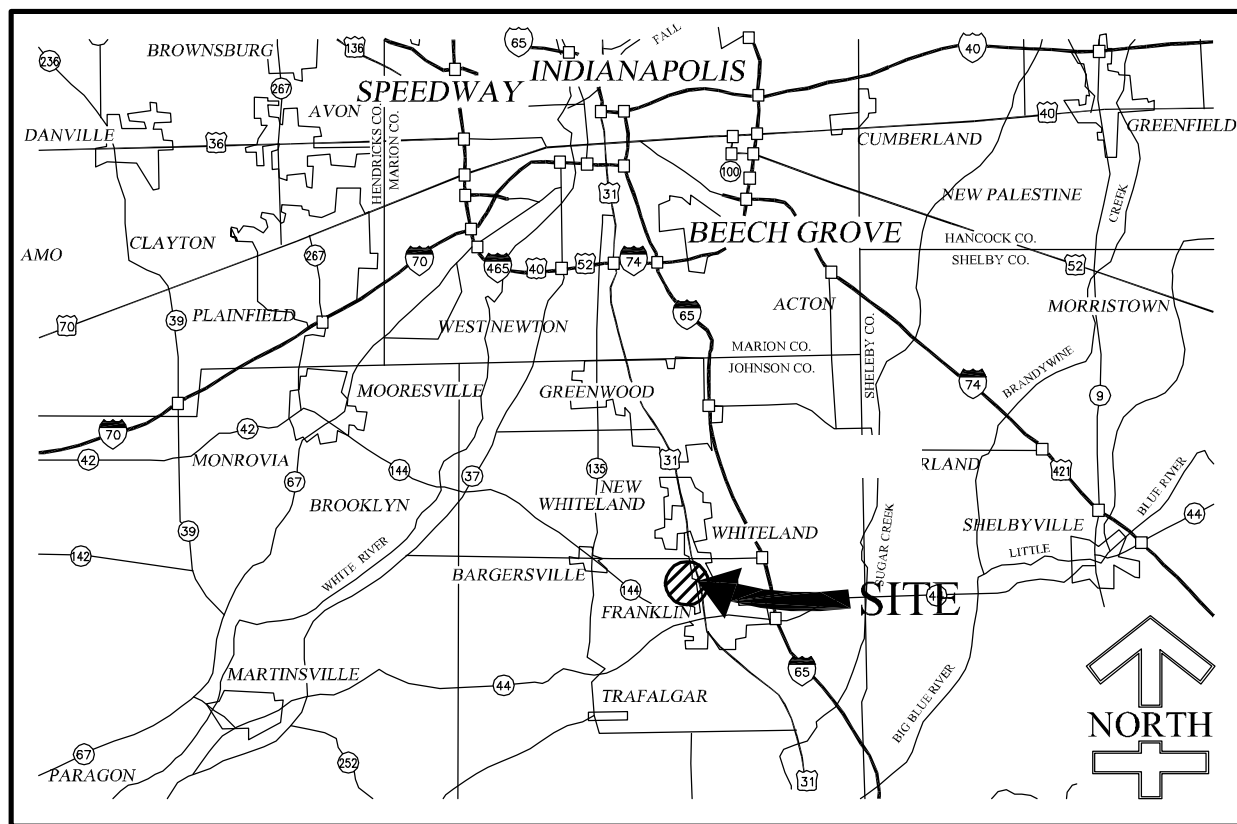 BROWNSBURG
136
65
FALL
40
236
INDIANAPOLIS
267
SPEEDWAY
AVON
DANVILLE
36
HENDRICKS CO.
MARION CO.
CUMBERLAND
40
GREENFIELD
100
31
NEW PALESTINE
CREEK
CLAYTON
BEECH GROVE
HANCOCK CO.
SHELBY CO.
AMO
267
70
465
40
52
74
52
70
39
PLAINFIELD
WEST NEWTON
65
ACTON
MORRISTOWN
MARION CO.
JOHNSON CO.
SHELEBY CO.
BRANDYWINE
MOORESVILLE
GREENWOOD
74
9
70
42
42
MONROVIA
144
67
37
135
31
RLAND
421
BROOKLYN
NEW
WHITELAND
BLUE RIVER
39
WHITELAND
SHELBYVILLE
44
142
WHITE RIVER
BARGERSVILLE
SUGAR CREEK
LITTLE
144
FRANKLIN
SITE
44
MARTINSVILLE
44
TRAFALGAR
65
BIG BLUE RIVER
NORTH
67
PARAGON
252
31